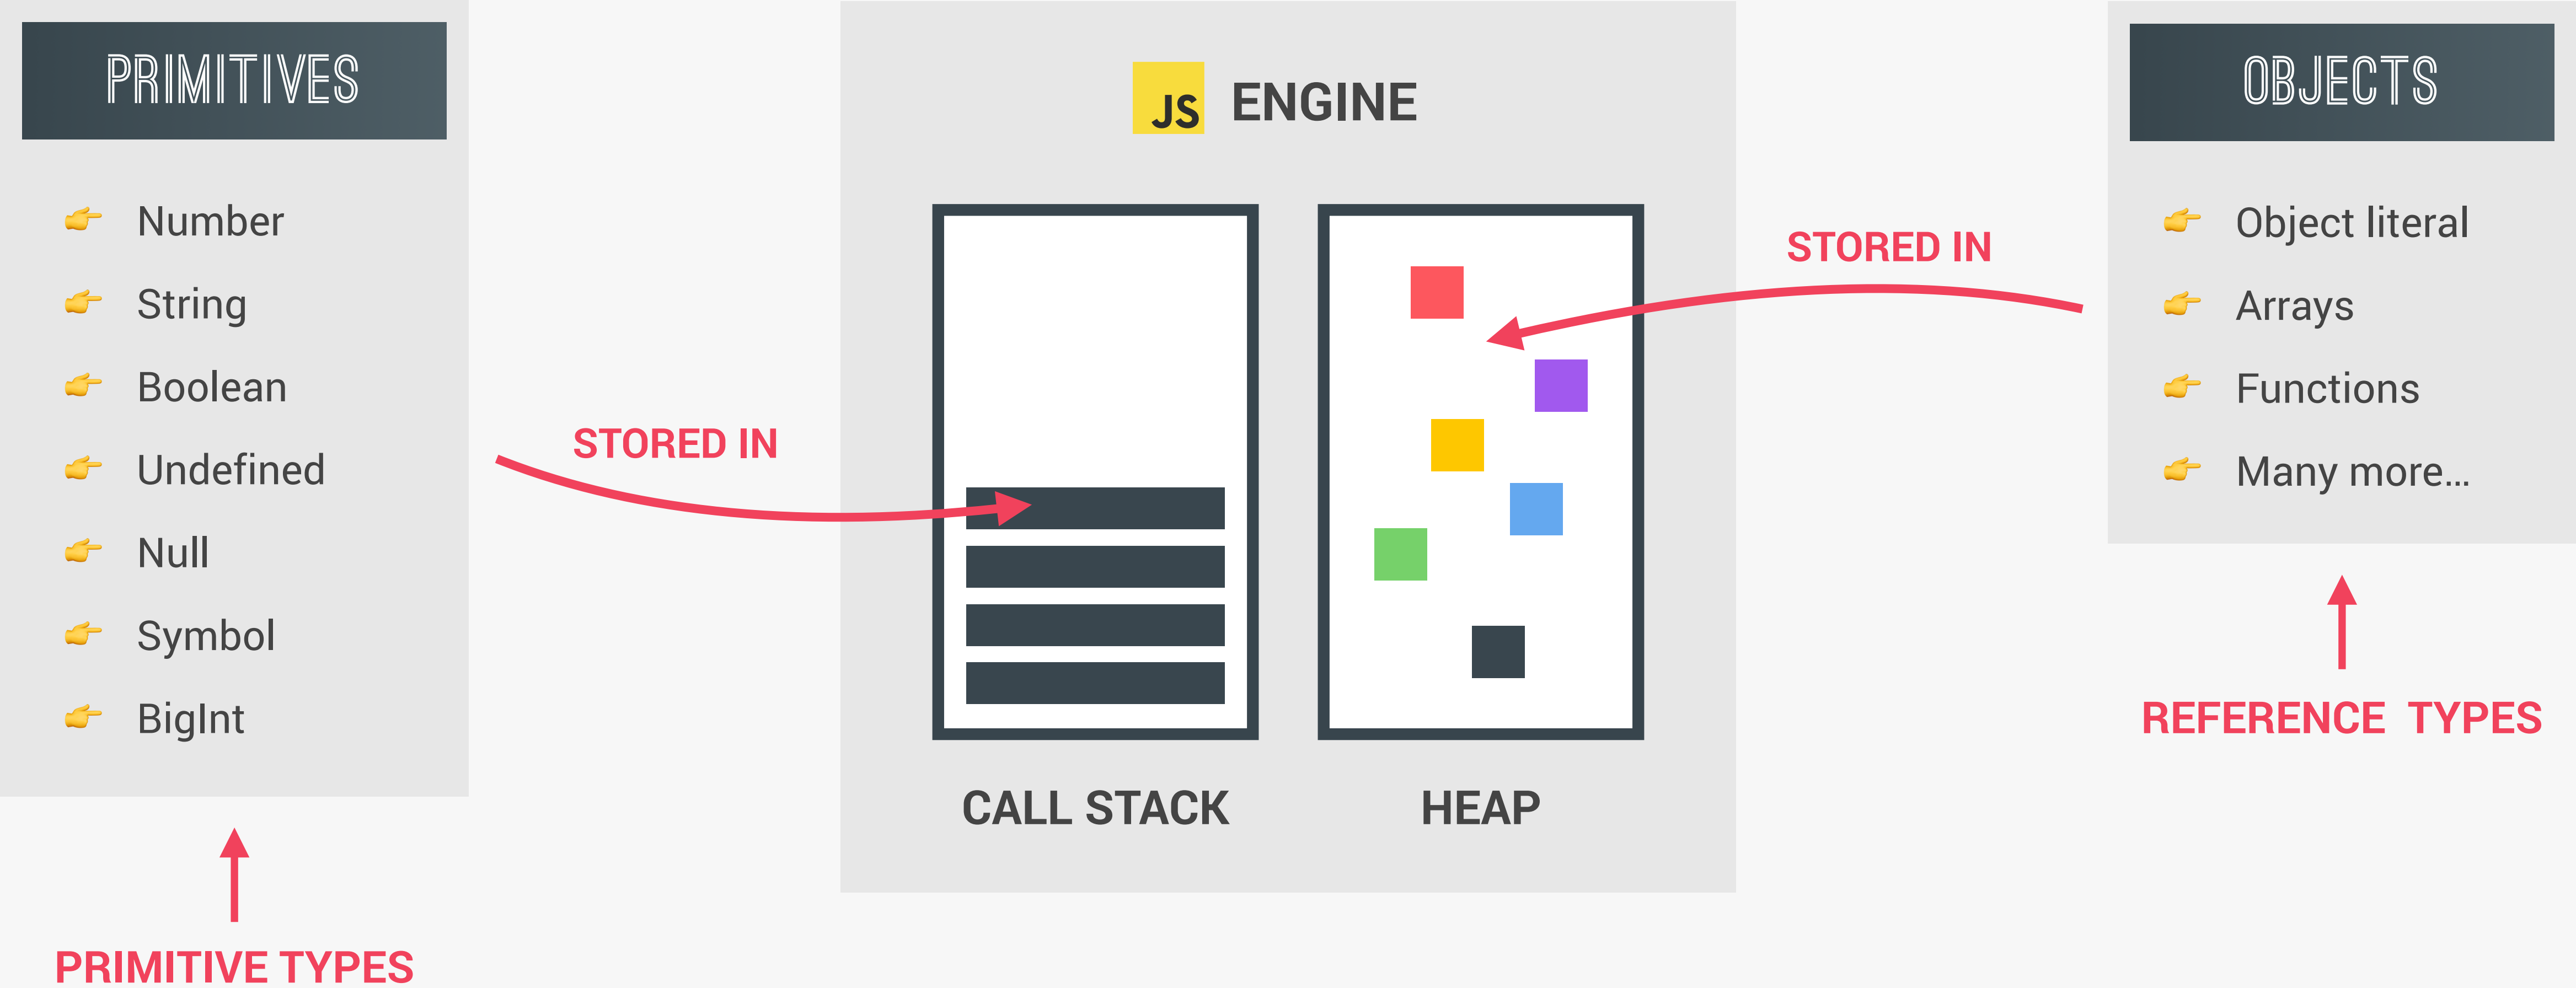 PRIMITIVES
Number
String
Boolean
Undefined
Null
Symbol
BigInt
PRIMITIVE TYPES
STORED IN
JS ENGINE
CALL STACK
HEAP
STORED IN
OBJECTS
Object literal
Arrays
Functions
Many more…
REFERENCE TYPES